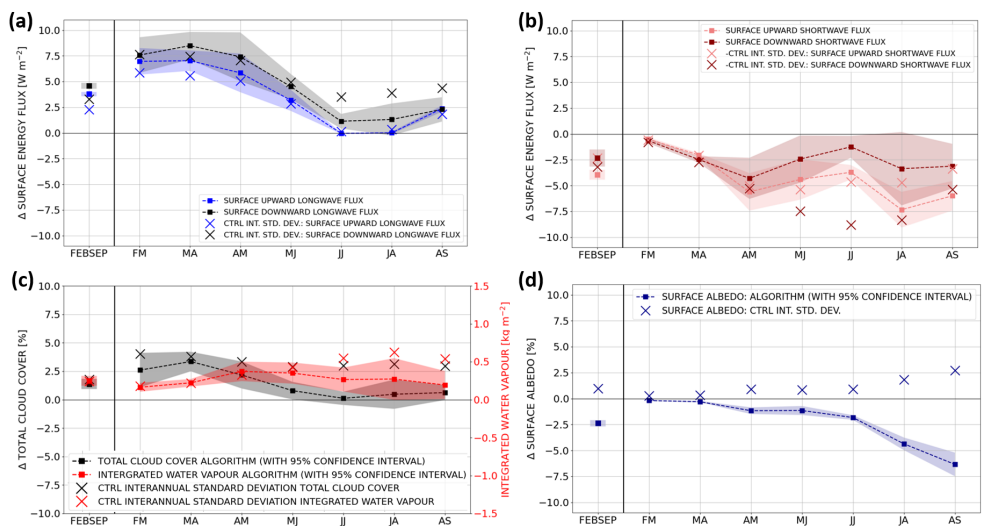 (a)
Δ SURFACE ENERGY FLUX [W m⁻²]
10.0
7.5
5.0
2.5
0.0
−2.5
−5.0
−7.5
−10.0
SURFACE UPWARD LONGWAVE FLUX
SURFACE DOWNWARD LONGWAVE FLUX
CTRL INT. STD. DEV.: SURFACE UPWARD LONGWAVE FLUX
CTRL INT. STD. DEV.: SURFACE DOWNWARD LONGWAVE FLUX
FEBSEP FM MA AM MJ JJ JA AS
(b)
Δ SURFACE ENERGY FLUX [W m⁻²]
10.0
7.5
5.0
2.5
0.0
−2.5
−5.0
−7.5
−10.0
SURFACE UPWARD SHORTWAVE FLUX
SURFACE DOWNWARD SHORTWAVE FLUX
-CTRL INT. STD. DEV.: SURFACE UPWARD SHORTWAVE FLUX
-CTRL INT. STD. DEV.: SURFACE DOWNWARD SHORTWAVE FLUX
FEBSEP FM MA AM MJ JJ JA AS
(c)
Δ TOTAL CLOUD COVER [%]
10.0
7.5
5.0
2.5
0.0
−2.5
−5.0
−7.5
−10.0
1.5
1.0
0.5
0.0
−0.5
−1.0
−1.5
INTEGRATED WATER VAPOUR [kg m⁻²]
TOTAL CLOUD COVER ALGORITHM (WITH 95% CONFIDENCE INTERVAL)
INTERGRATED WATER VAPOUR ALGORITHM (WITH 95% CONFIDENCE INTERVAL)
CTRL INTERANNUAL STANDARD DEVIATION TOTAL CLOUD COVER
CTRL INTERANNUAL STANDARD DEVIATION INTEGRATED WATER VAPOUR
FEBSEP FM MA AM MJ JJ JA AS
(d)
Δ SURFACE ALBEDO [%]
10.0
7.5
5.0
2.5
0.0
−2.5
−5.0
−7.5
−10.0
SURFACE ALBEDO: ALGORITHM (WITH 95% CONFIDENCE INTERVAL)
SURFACE ALBEDO: CTRL INT. STD. DEV.
FEBSEP FM MA AM MJ JJ JA AS